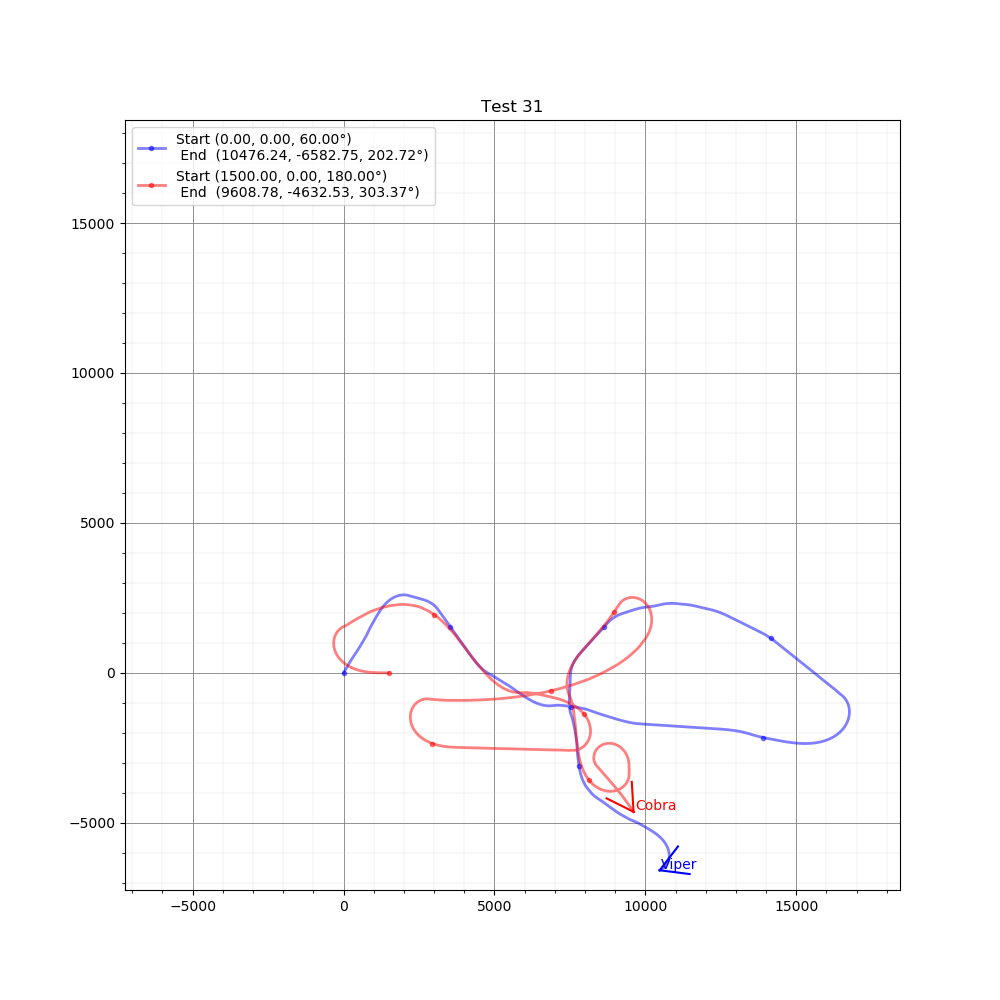 Test 31
Start (0.00, 0.00, 60.00°)
End  (10476.24, -6582.75, 202.72°)
Start (1500.00, 0.00, 180.00°)
End  (9608.78, -4632.53, 303.37°)
15000
10000
5000
0
−5000
Cobra
Viper
−5000
0
5000
10000
15000